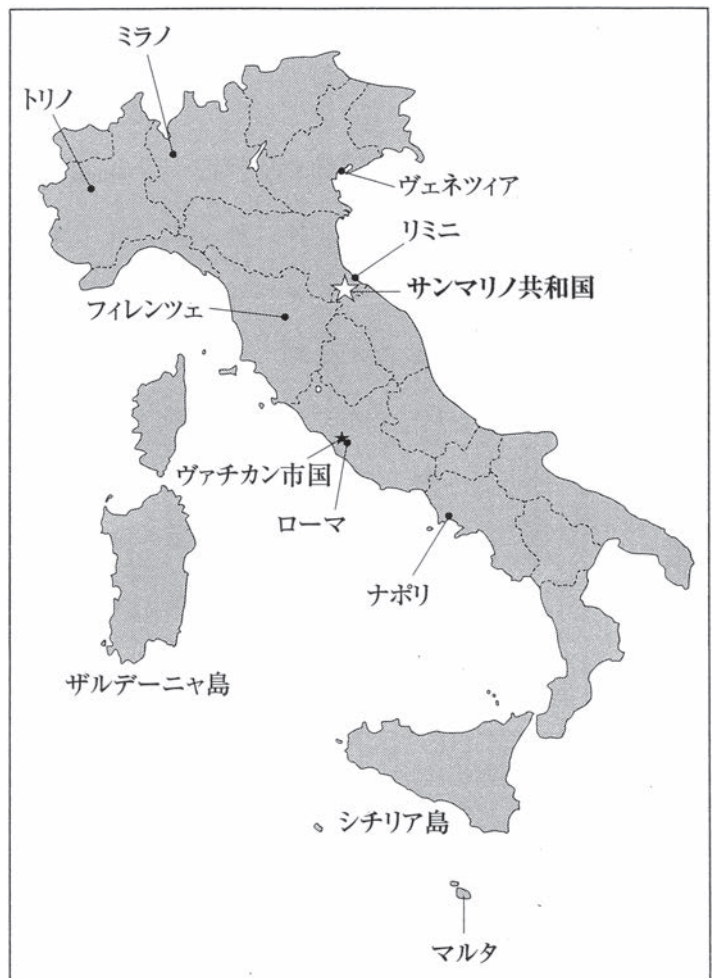 ミラノ
トリノ
ヴェネツィア
リミニ
サンマリノ共和国
フィレンツェ
ヴァチカン市国
ローマ
ナポリ
ザルデーニャ島
シチリア島
マルタ